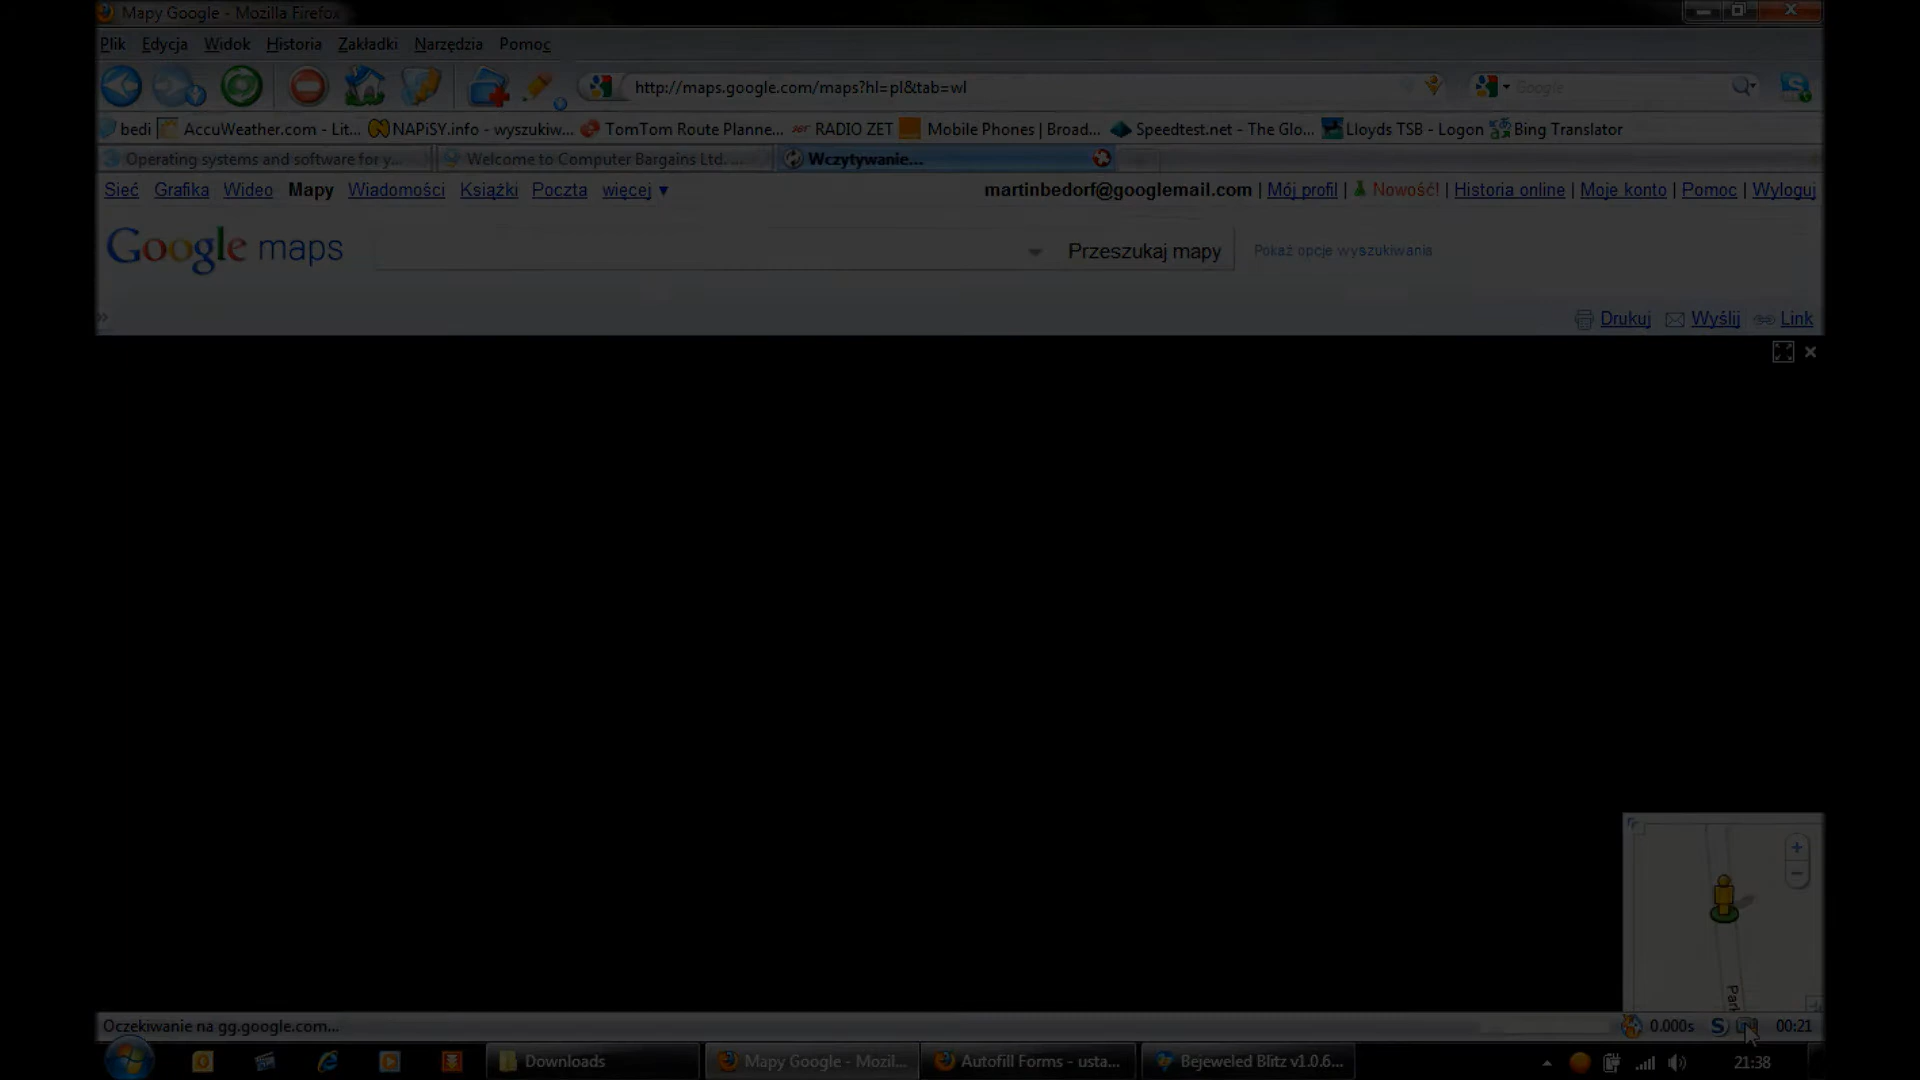 Mapy Google - Mozilla Firefox
Plik Edycja Widok Historia Zakładki Narzędzia Pomoc
http://maps.google.com/maps?hl=pl&tab=wl Google
bedi AccuWeather.com - Lit... NAPiSY.info - wyszukiw... TomTom Route Planne... RADIO ZET Mobile Phones | Broad... Speedtest.net - The Glo... Lloyds TSB - Logon Bing Translator
Operating systems and software for y... Welcome to Computer Bargains Ltd. ... Wczytywanie...
Sieć Grafika Wideo Mapy Wiadomości Książki Poczta więcej ▼ martinbedorf@googlemail.com | Mój profil | Nowość! | Historia online | Moje konto | Pomoc | Wyloguj
Google maps Przeszukaj mapy Pokaż opcje wyszukiwania
» Drukuj Wyślij Link
Oczekiwanie na gg.google.com... 0.000s S 00:21
Downloads Mapy Google - Mozil... Autofill Forms - usta... Bejeweled Blitz v1.0.6... 21:38